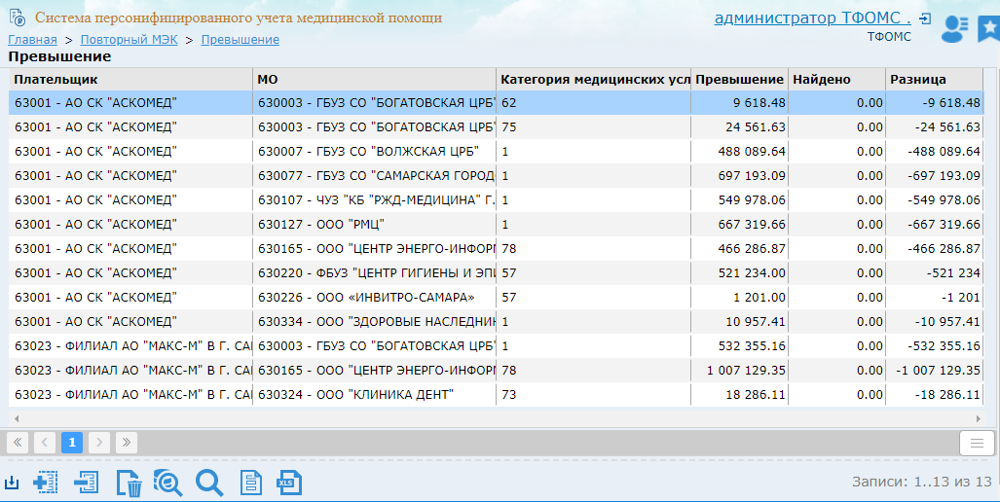 Система персонифицированного учета медицинской помощи
администратор ТФОМС .
ТФОМС
Главная > Повторный МЭК > Превышение
Превышение
Плательщик МО Категория медицинских усл Превышение Найдено Разница
63001 - АО СК "АСКОМЕД" 630003 - ГБУЗ СО "БОГАТОВСКАЯ ЦРБ" 62 9 618.48 0.00 -9 618.48
63001 - АО СК "АСКОМЕД" 630003 - ГБУЗ СО "БОГАТОВСКАЯ ЦРБ" 75 24 561.63 0.00 -24 561.63
63001 - АО СК "АСКОМЕД" 630007 - ГБУЗ СО "ВОЛЖСКАЯ ЦРБ" 1 488 089.64 0.00 -488 089.64
63001 - АО СК "АСКОМЕД" 630077 - ГБУЗ СО "САМАРСКАЯ ГОРОД 1 697 193.09 0.00 -697 193.09
63001 - АО СК "АСКОМЕД" 630107 - ЧУЗ "КБ "РЖД-МЕДИЦИНА" Г. 1 549 978.06 0.00 -549 978.06
63001 - АО СК "АСКОМЕД" 630127 - ООО "РМЦ" 1 667 319.66 0.00 -667 319.66
63001 - АО СК "АСКОМЕД" 630165 - ООО "ЦЕНТР ЭНЕРГО-ИНФОРМ 78 466 286.87 0.00 -466 286.87
63001 - АО СК "АСКОМЕД" 630220 - ФБУЗ "ЦЕНТР ГИГИЕНЫ И ЭПИ 57 521 234.00 0.00 -521 234
63001 - АО СК "АСКОМЕД" 630226 - ООО «ИНВИТРО-САМАРА» 57 1 201.00 0.00 -1 201
63001 - АО СК "АСКОМЕД" 630334 - ООО "ЗДОРОВЫЕ НАСЛЕДНИК 1 10 957.41 0.00 -10 957.41
63023 - ФИЛИАЛ АО "МАКС-М" В Г. САМ 630003 - ГБУЗ СО "БОГАТОВСКАЯ ЦРБ" 1 532 355.16 0.00 -532 355.16
63023 - ФИЛИАЛ АО "МАКС-М" В Г. САМ 630165 - ООО "ЦЕНТР ЭНЕРГО-ИНФОРМ 78 1 007 129.35 0.00 -1 007 129.35
63023 - ФИЛИАЛ АО "МАКС-М" В Г. САМ 630324 - ООО "КЛИНИКА ДЕНТ" 73 18 286.11 0.00 -18 286.11
1
XLS
Записи: 1..13 из 13